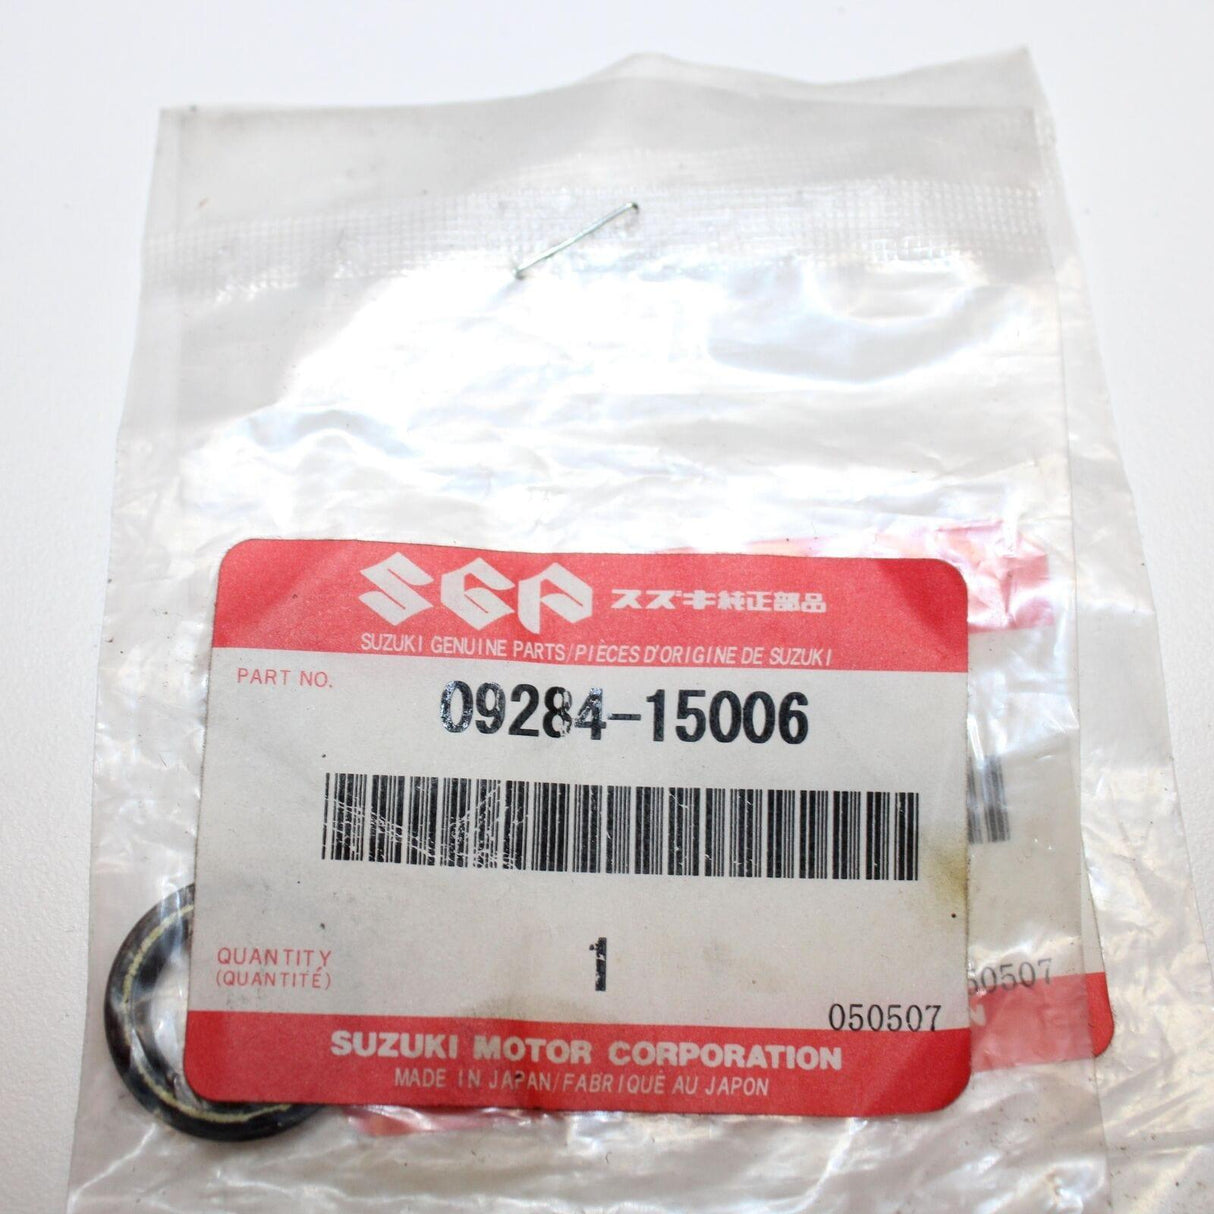 SGP スズキ純正部品
SUZUKI GENUINE PARTS/PIÈCES D'ORIGINE DE SUZUKI
PART NO. 09284-15006
QUANTITY 1
(QUANTITÉ)
050507
SUZUKI MOTOR CORPORATION
MADE IN JAPAN/FABRIQUÉ AU JAPON
50507
N